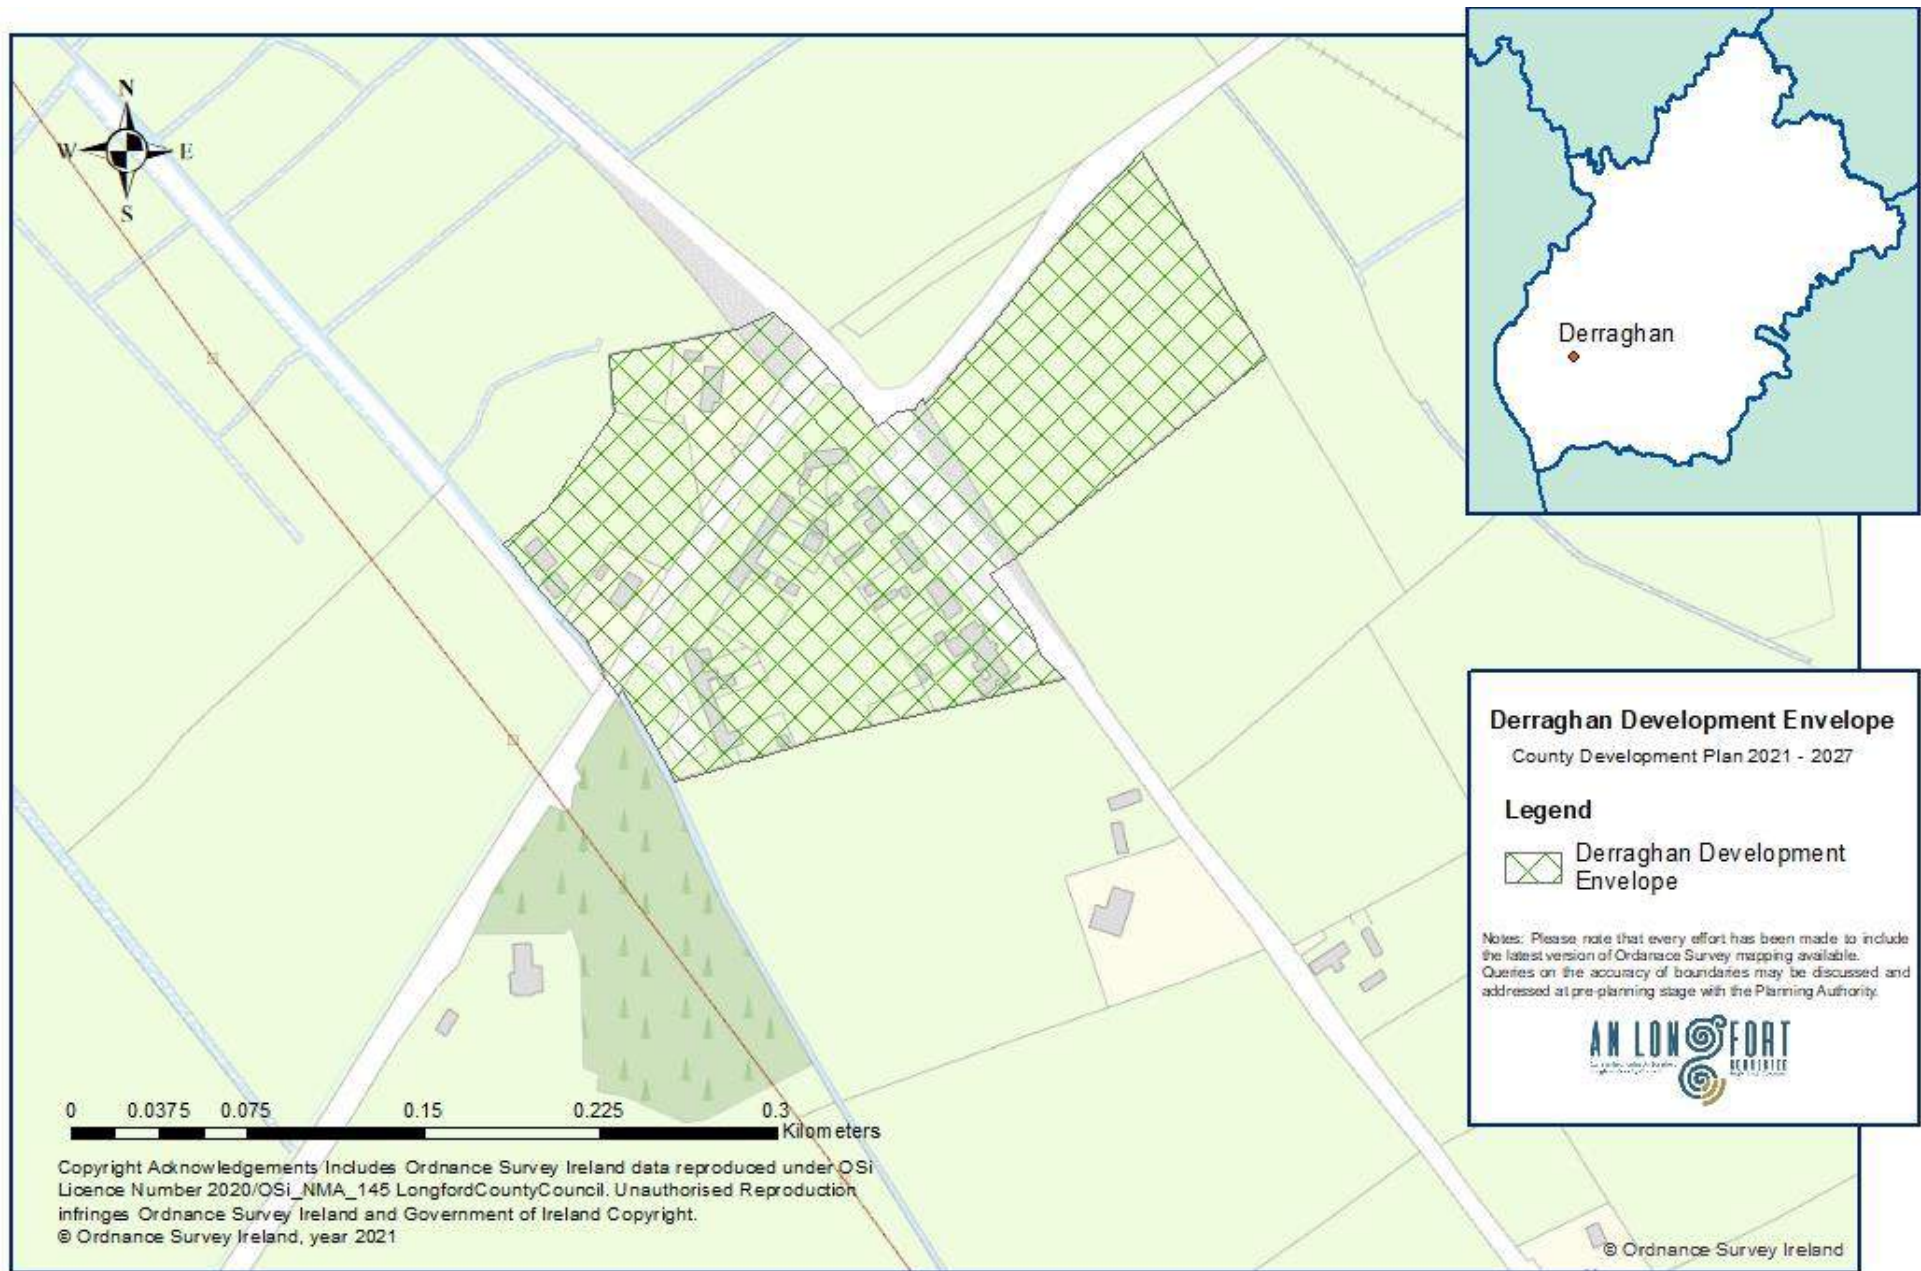 N
W
E
S
Derraghan
Derraghan Development Envelope
County Development Plan 2021 - 2027
Legend
Derraghan Development
Envelope
Notes: Please note that every effort has been made to include
the latest version of Ordanace Survey mapping available.
Queries on the accuracy of boundaries may be discussed and
addressed at pre-planning stage with the Planning Authority.
AN LONGFORT
0 0.0375 0.075 0.15 0.225 0.3
Kilometers
Copyright Acknowledgements Includes Ordnance Survey Ireland data reproduced under OSi
Licence Number 2020/OSi_NMA_145 LongfordCountyCouncil. Unauthorised Reproduction
infringes Ordnance Survey Ireland and Government of Ireland Copyright.
© Ordnance Survey Ireland, year 2021
© Ordnance Survey Ireland